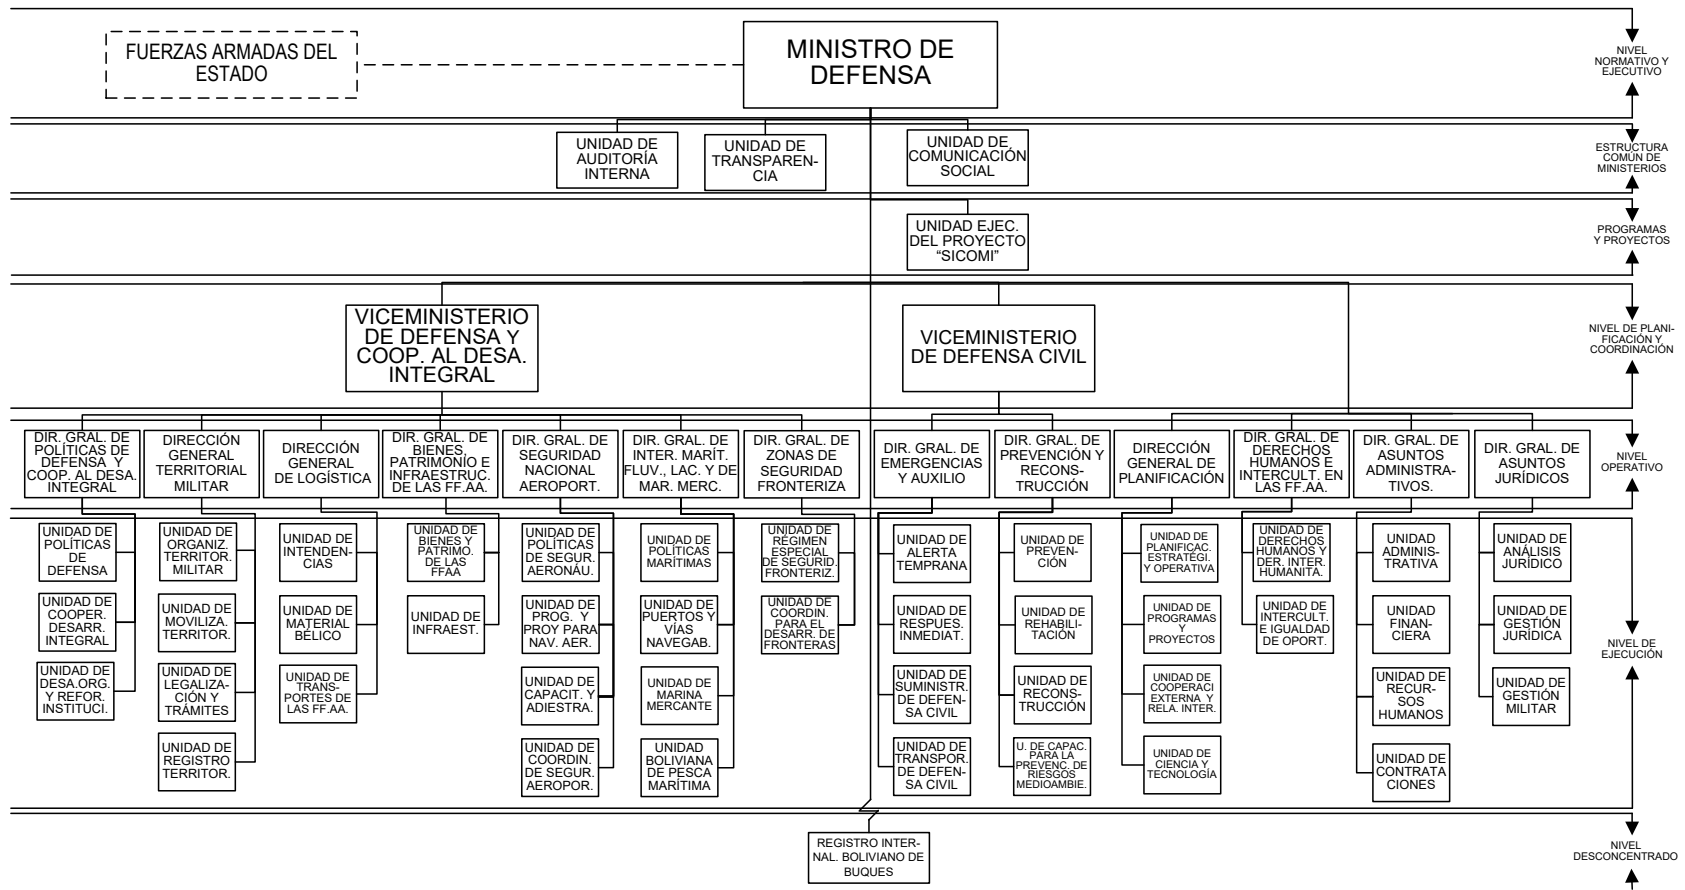 FUERZAS ARMADAS DEL
ESTADO
MINISTRO DE
DEFENSA
NIVEL
NORMATIVO Y
EJECUTIVO
UNIDAD DE
AUDITORÍA
INTERNA
UNIDAD DE
TRANSPAREN-
CIA
UNIDAD DE
COMUNICACIÓN
SOCIAL
ESTRUCTURA
COMÚN DE
MINISTERIOS
UNIDAD EJEC.
DEL PROYECTO
“SICOMI”
PROGRAMAS
Y PROYECTOS
VICEMINISTERIO
DE DEFENSA Y
COOP. AL DESA.
INTEGRAL
VICEMINISTERIO
DE DEFENSA CIVIL
NIVEL DE PLANI-
FICACIÓN Y
COORDINACIÓN
DIR. GRAL. DE
POLÍTICAS DE
DEFENSA Y
COOP. AL DESA.
INTEGRAL
DIRECCIÓN
GENERAL
TERRITORIAL
MILITAR
DIRECCIÓN
GENERAL
DE LOGÍSTICA
DIR. GRAL. DE
BIENES,
PATRIMONIO E
INFRAESTRUC.
DE LAS FF.AA.
DIR. GRAL. DE
SEGURIDAD
NACIONAL
AEROPORT.
DIR. GRAL. DE
INTER. MARÍT.
FLUV., LAC. Y DE
MAR. MERC.
DIR. GRAL. DE
ZONAS DE
SEGURIDAD
FRONTERIZA
DIR. GRAL. DE
EMERGENCIAS
Y AUXILIO
DIR. GRAL. DE
PREVENCIÓN Y
RECONS-
TRUCCIÓN
DIRECCIÓN
GENERAL DE
PLANIFICACIÓN
DIR. GRAL. DE
DERECHOS
HUMANOS E
INTERCULT. EN
LAS FF.AA.
DIR. GRAL. DE
ASUNTOS
ADMINISTRA-
TIVOS.
DIR. GRAL. DE
ASUNTOS
JURÍDICOS
NIVEL
OPERATIVO
UNIDAD DE
POLÍTICAS
DE
DEFENSA
UNIDAD DE
ORGANIZ.
TERRITOR.
MILITAR
UNIDAD DE
INTENDEN-
CIAS
UNIDAD DE
BIENES Y
PATRIMO.
DE LAS
FFAA
UNIDAD DE
POLÍTICAS
DE SEGUR.
AERONÁU.
UNIDAD DE
POLÍTICAS
MARÍTIMAS
UNIDAD DE
RÉGIMEN
ESPECIAL
DE SEGURID.
FRONTERIZ.
UNIDAD DE
ALERTA
TEMPRANA
UNIDAD DE
PREVEN-
CIÓN
UNIDAD DE
PLANIFICAC.
ESTRATÉGI.
Y OPERATIVA
UNIDAD DE
DERECHOS
HUMANOS Y
DER. INTER.
HUMANITA.
UNIDAD
ADMINIS-
TRATIVA
UNIDAD DE
ANÁLISIS
JURÍDICO
UNIDAD DE
COOPER.
DESARR.
INTEGRAL
UNIDAD DE
MOVILIZA.
TERRITOR.
UNIDAD DE
MATERIAL
BÉLICO
UNIDAD DE
INFRAEST.
UNIDAD DE
PROG. Y
PROY PARA
NAV. AER.
UNIDAD DE
PUERTOS Y
VÍAS
NAVEGAB.
UNIDAD DE
COORDIN.
PARA EL
DESARR. DE
FRONTERAS
UNIDAD DE
RESPUES.
INMEDIAT.
UNIDAD DE
REHABILI-
TACIÓN
UNIDAD DE
PROGRAMAS
Y
PROYECTOS
UNIDAD DE
INTERCULT.
E IGUALDAD
DE OPORT.
UNIDAD
FINAN-
CIERA
UNIDAD DE
GESTIÓN
JURÍDICA
NIVEL DE
EJECUCIÓN
UNIDAD DE
DESA.ORG.
Y REFOR.
INSTITUCI.
UNIDAD DE
LEGALIZA-
CIÓN Y
TRÁMITES
UNIDAD DE
TRANS-
PORTES DE
LAS FF.AA.
UNIDAD DE
CAPACIT. Y
ADIESTRA.
UNIDAD DE
MARINA
MERCANTE
UNIDAD DE
SUMINISTR.
DE DEFEN-
SA CIVIL
UNIDAD DE
RECONS-
TRUCCIÓN
UNIDAD DE
COOPERACI
EXTERNA Y
RELA. INTER.
UNIDAD DE
RECUR-
SOS
HUMANOS
UNIDAD DE
GESTIÓN
MILITAR
UNIDAD DE
REGISTRO
TERRITOR.
UNIDAD DE
COORDIN.
DE SEGUR.
AEROPOR.
UNIDAD
BOLIVIANA
DE PESCA
MARÍTIMA
UNIDAD DE
TRANSPOR.
DE DEFEN-
SA CIVIL
U. DE CAPAC.
PARA LA
PREVENC. DE
RIESGOS
MEDIOAMBIE.
UNIDAD DE
CIENCIA Y
TECNOLOGÍA
UNIDAD DE
CONTRATA
CIONES
REGISTRO INTER-
NAL. BOLIVIANO DE
BUQUES
NIVEL
DESCONCENTRADO